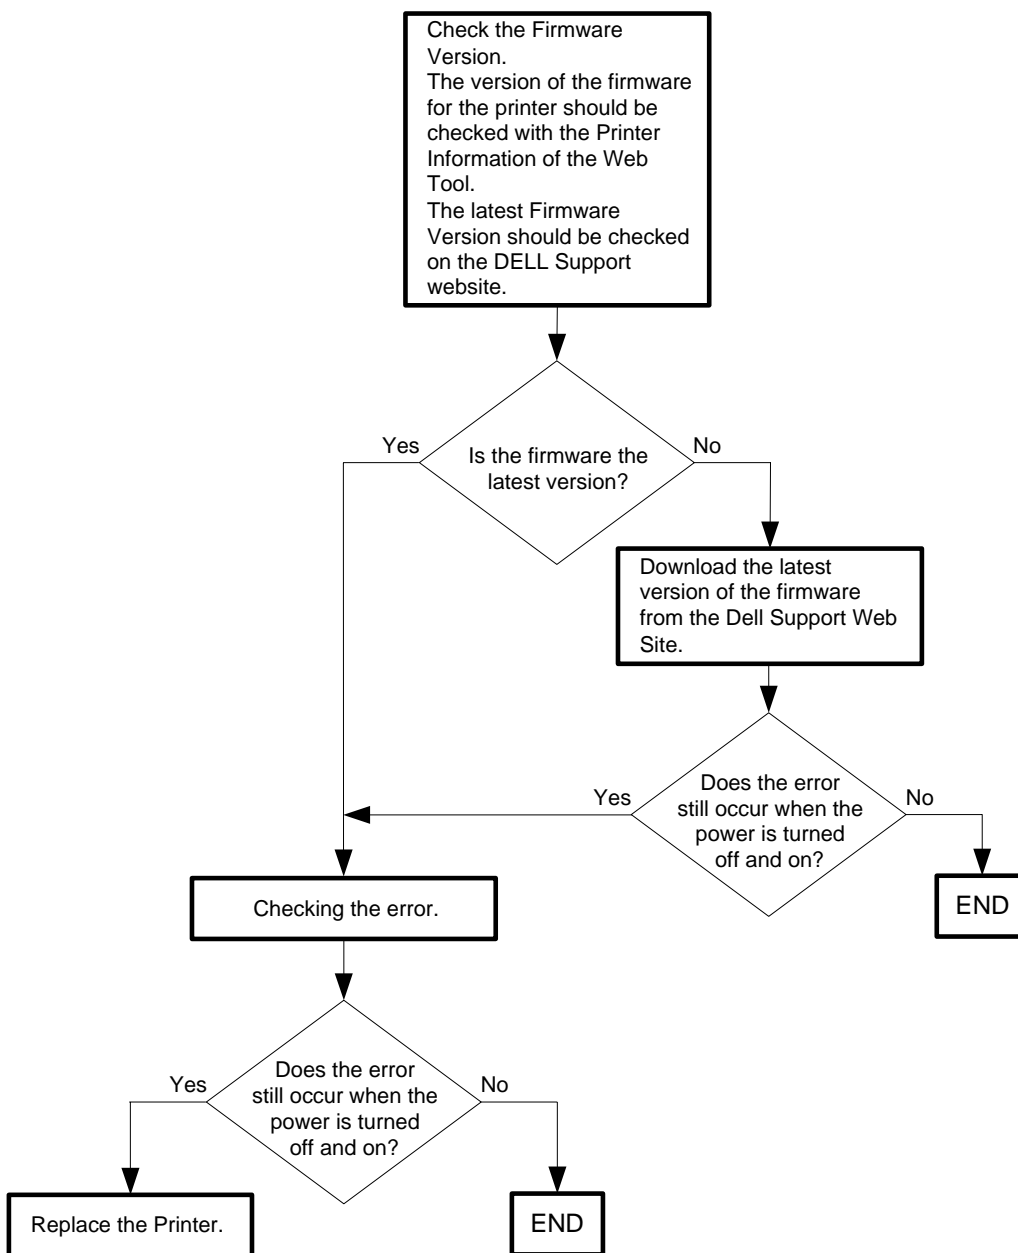 Check the Firmware
Version.
The version of the firmware
for the printer should be
checked with the Printer
Information of the Web
Tool.
The latest Firmware
Version should be checked
on the DELL Support
website.
Yes
No
Is the firmware the
latest version?
Download the latest
version of the firmware
from the Dell Support Web
Site.
Yes
No
Does the error
still occur when the
power is turned
off and on?
END
Checking the error.
Yes
No
Does the error
still occur when the
power is turned
off and on?
Replace the Printer.
END